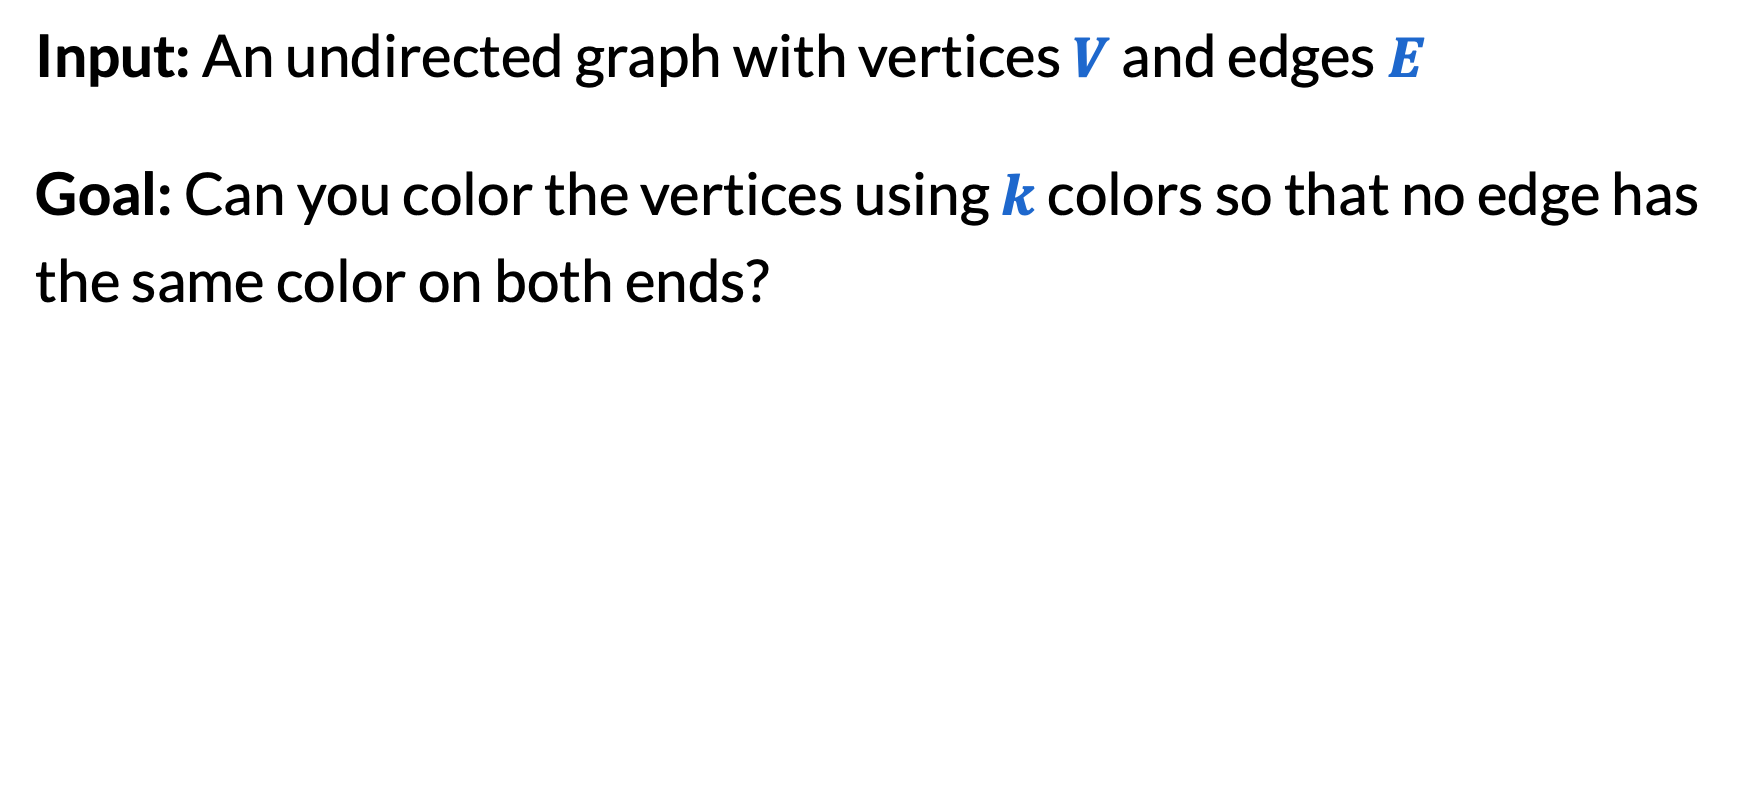 Input: An undirected graph with vertices V and edges E
Goal: Can you color the vertices using k colors so that no edge has
the same color on both ends?